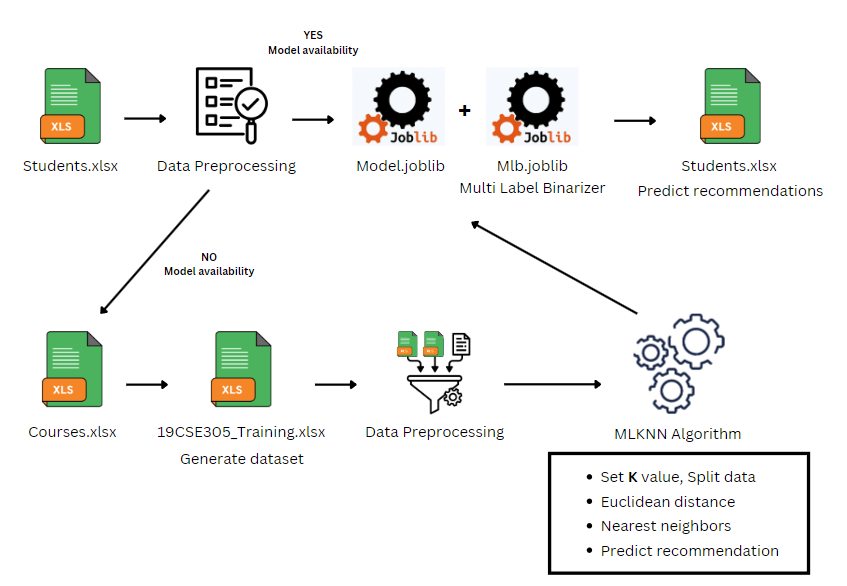 YES
Model availability
XLS
Joblib
+
Joblib
XLS
Students.xlsx
Data Preprocessing
Model.joblib
Mlb.joblib
Multi Label Binarizer
Students.xlsx
Predict recommendations
NO
Model availability
XLS
XLS
Courses.xlsx
19CSE305_Training.xlsx
Generate dataset
Data Preprocessing
MLKNN Algorithm
• Set K value, Split data
• Euclidean distance
• Nearest neighbors
• Predict recommendation